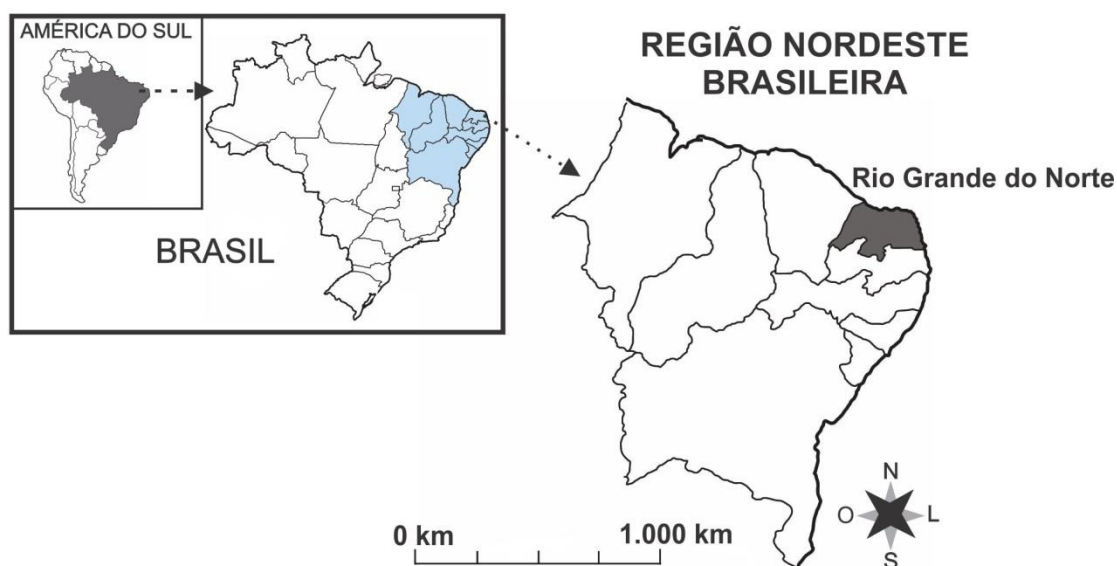 AMÉRICA DO SUL
BRASIL
REGIÃO NORDESTE
BRASILEIRA
Rio Grande do Norte
0 km
1.000 km
N
O
L
S